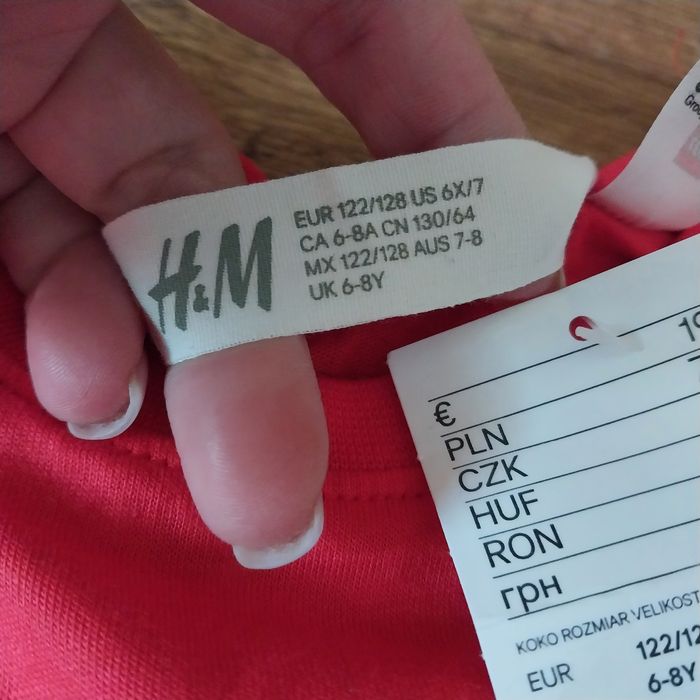 H&M
EUR 122/128 US 6X/7
CA 6-8A CN 130/64
MX 122/128 AUS 7-8
UK 6-8Y
€
PLN
CZK
HUF
RON
грн
KOKO ROZMIAR VELIKOST
EUR
6-8Y